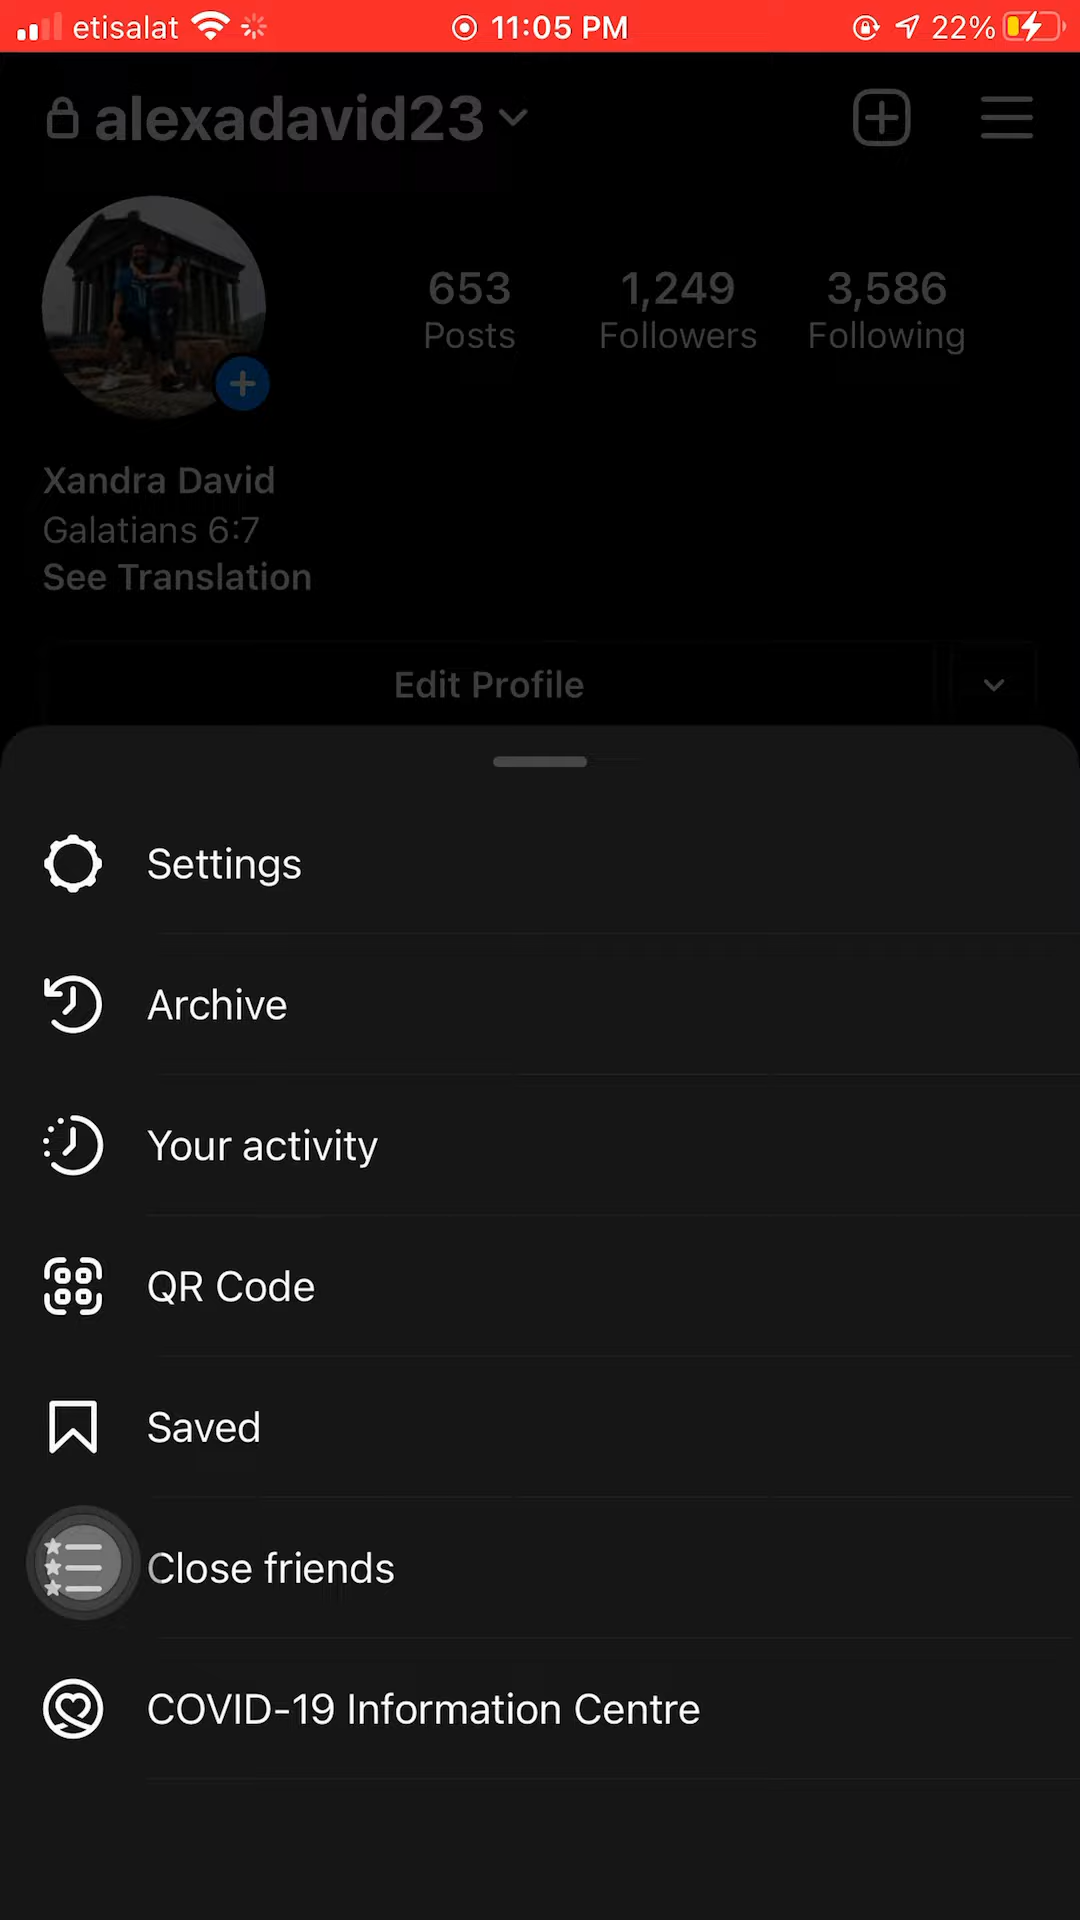 etisalat 11:05 PM 22%
alexadavid23
653 1,249 3,586
Posts Followers Following
Xandra David
Galatians 6:7
See Translation
Edit Profile
Settings
Archive
Your activity
QR Code
Saved
Close friends
COVID-19 Information Centre